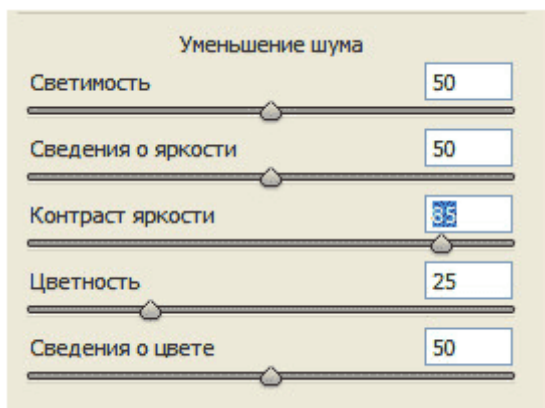 Уменьшение шума
Светимость 50
Сведения о яркости 50
Контраст яркости 85
Цветность 25
Сведения о цвете 50